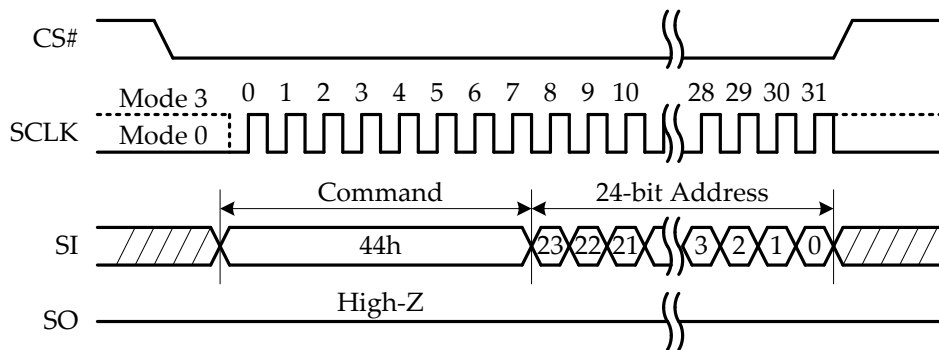 CS#
Mode 3 0 1 2 3 4 5 6 7 8 9 10 28 29 30 31
SCLK Mode 0
Command 24-bit Address
SI 44h 23 22 21 3 2 1 0
High-Z
SO